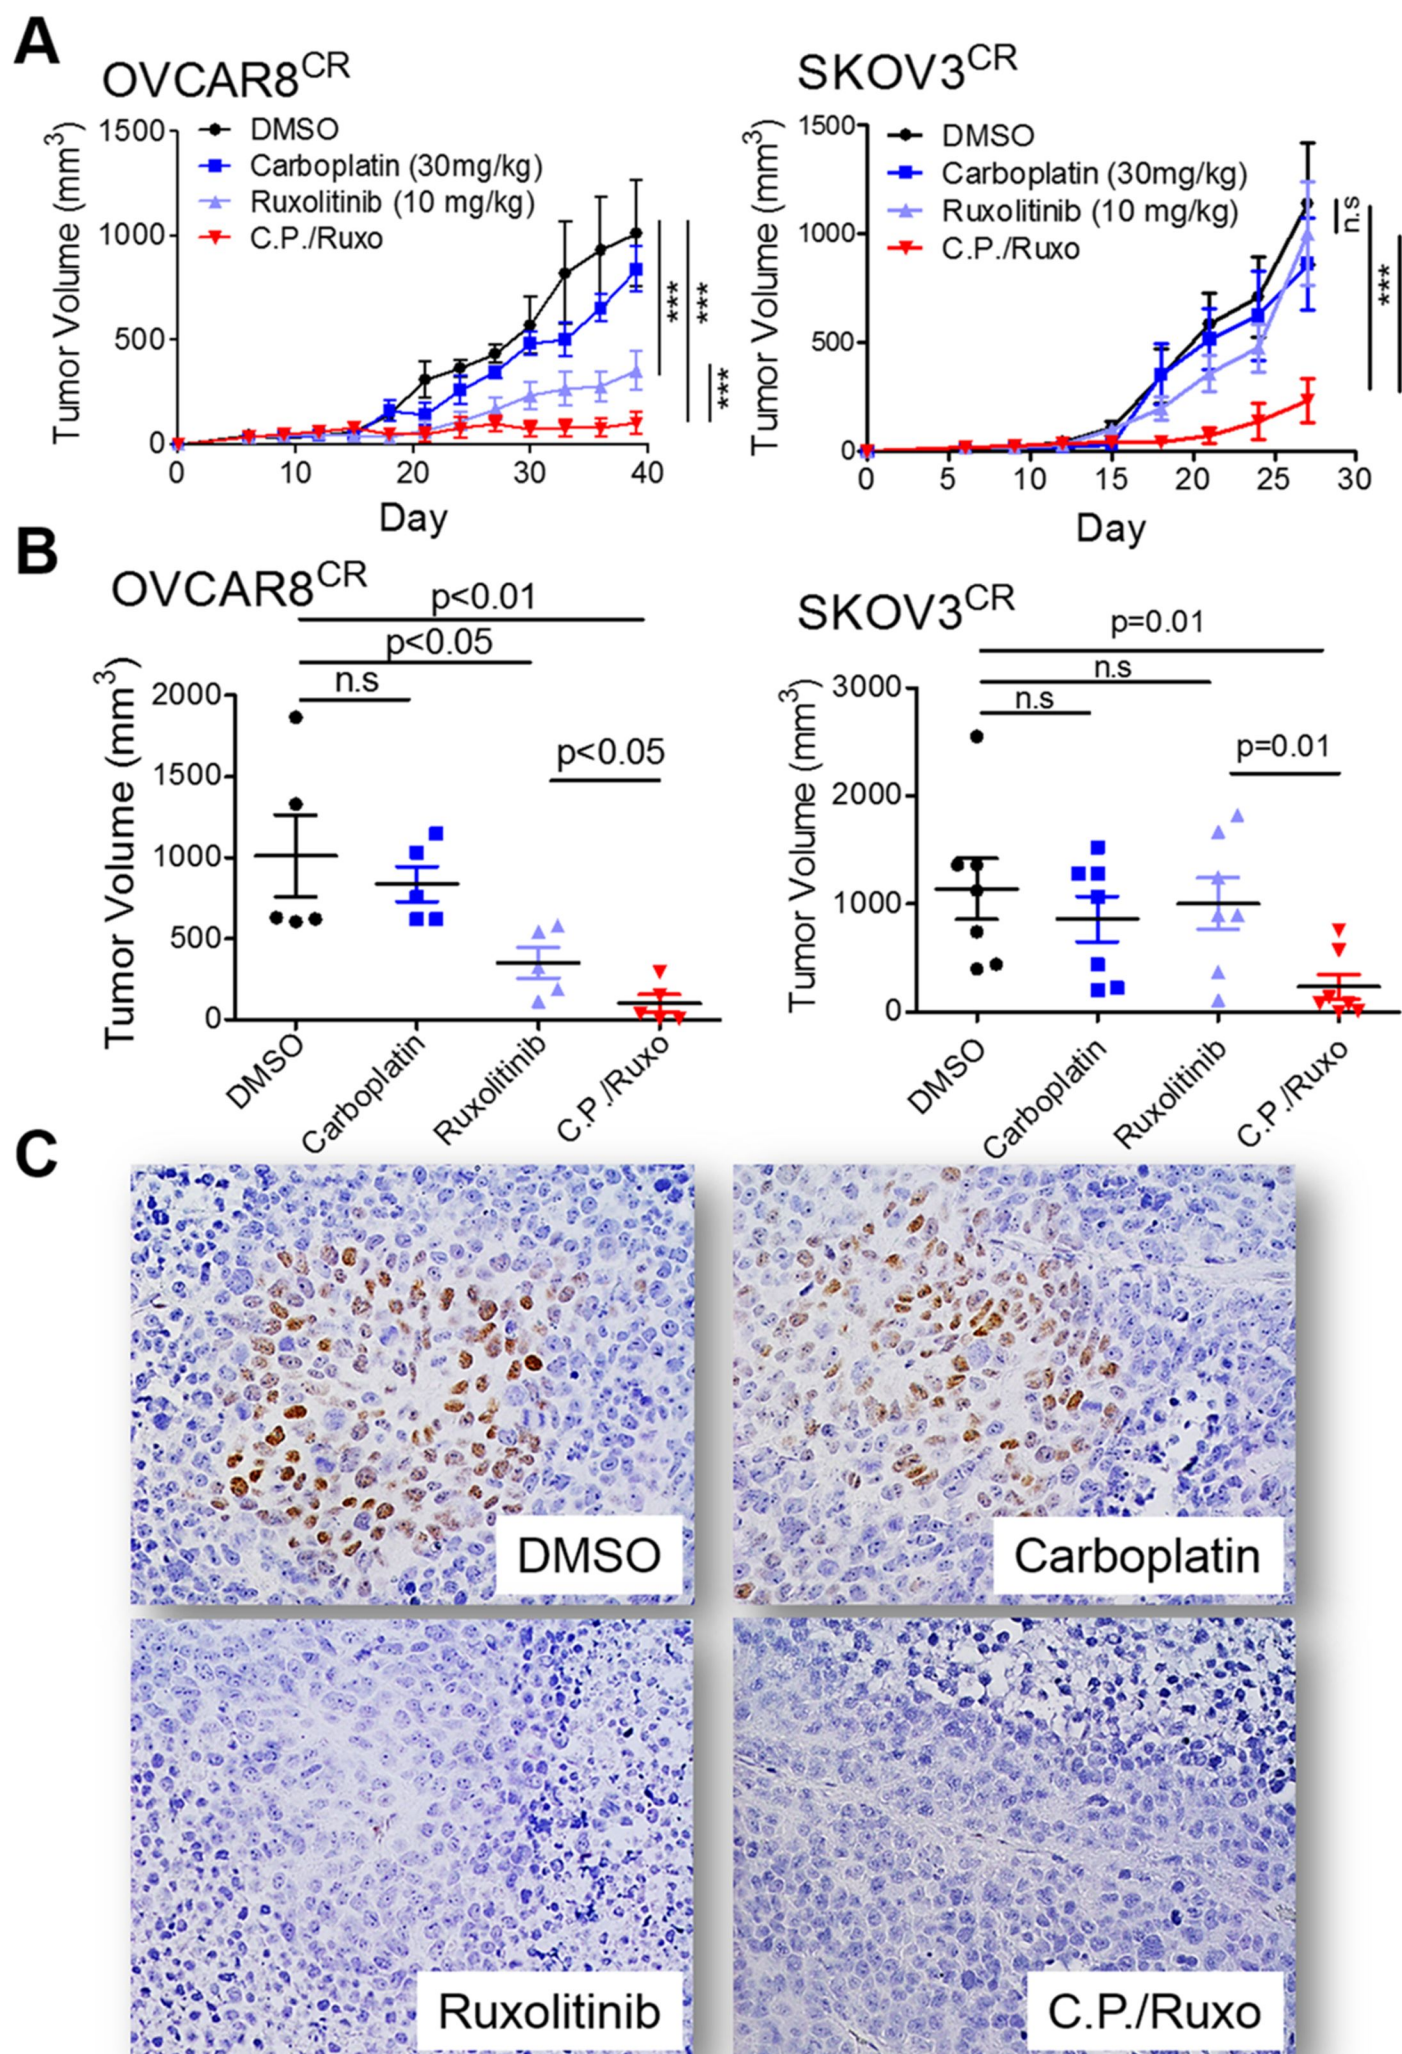 A
OVCAR8CR
DMSO
Carboplatin (30mg/kg)
Ruxolitinib (10 mg/kg)
C.P./Ruxo
Tumor Volume (mm3)
1500
1000
500
0
0 10 20 30 40
Day
***
***
***
SKOV3CR
DMSO
Carboplatin (30mg/kg)
Ruxolitinib (10 mg/kg)
C.P./Ruxo
Tumor Volume (mm3)
1500
1000
500
0
0 5 10 15 20 25 30
Day
n.s
***
B
OVCAR8CR
p<0.01
p<0.05
n.s
p<0.05
Tumor Volume (mm3)
2000
1500
1000
500
0
DMSO
Carboplatin
Ruxolitinib
C.P./Ruxo
SKOV3CR
p=0.01
n.s
n.s
p=0.01
Tumor Volume (mm3)
3000
2000
1000
0
DMSO
Carboplatin
Ruxolitinib
C.P./Ruxo
C
DMSO
Carboplatin
Ruxolitinib
C.P./Ruxo